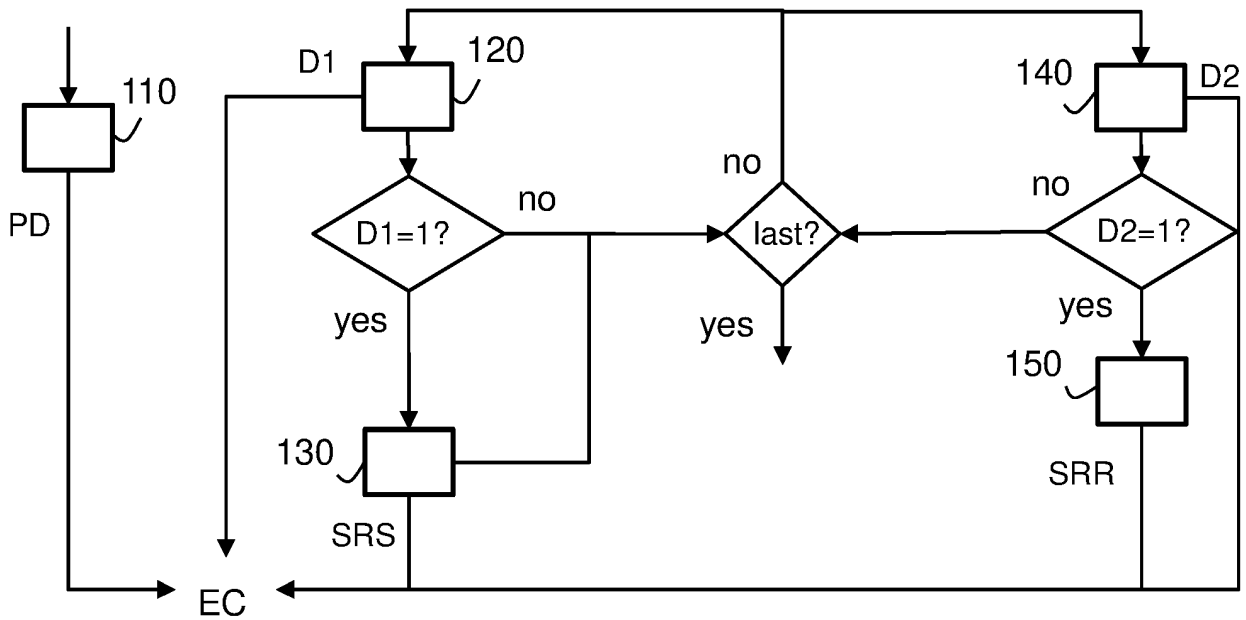 D1
120
140
D2
110
no
no
no
PD
D1=1?
last?
D2=1?
yes
yes
yes
150
130
SRR
SRS
EC